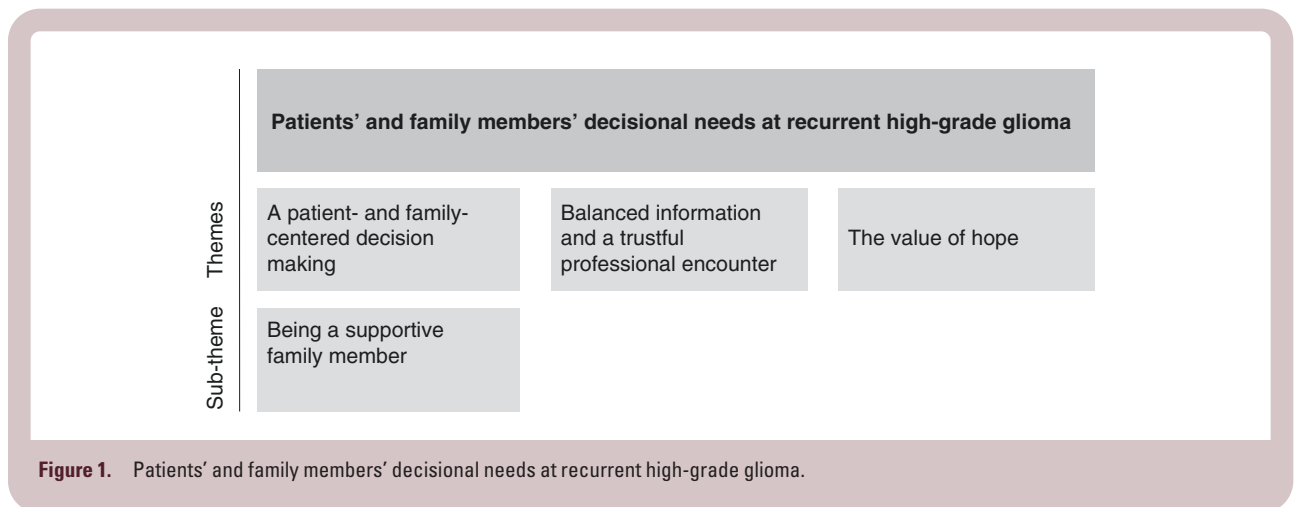 Patients’ and family members’ decisional needs at recurrent high-grade glioma
Themes
A patient- and family-
centered decision
making
Balanced information
and a trustful
professional encounter
The value of hope
Sub-theme
Being a supportive
family member
Figure 1. Patients’ and family members’ decisional needs at recurrent high-grade glioma.